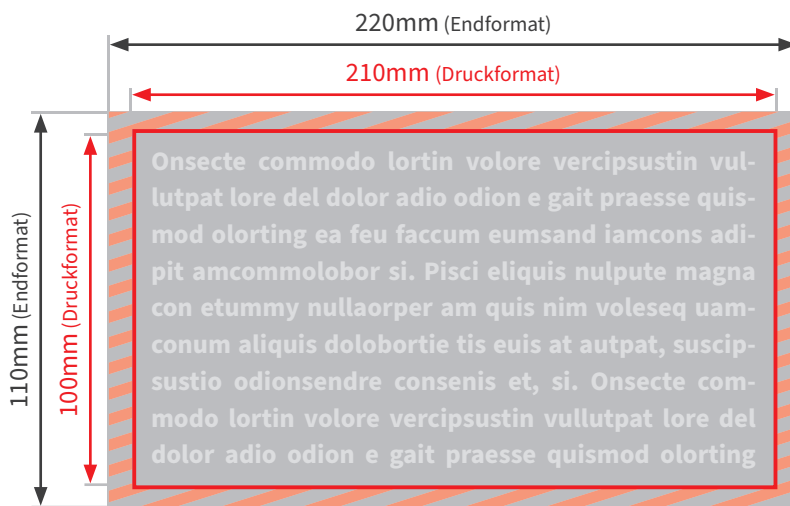 220mm (Endformat)
210mm (Druckformat)
110mm (Endformat)
100mm (Druckformat)
Onsecte commodo lortin volore vercipsustin vul-
lutpat lore del dolor adio odion e gait praesse quis-
mod olorting ea feu faccum enmsand iamcons adi-
pit amcommolobor si. Pisci eliquis nulpute magna
con etummy nullaorper am quis nim voleseq uam-
conum aliquis dolobortie tis euis at autpat, suscip-
sustio odionsendre consenis et, si. Onsecte com-
modo lortin volore vercipsustin vullutpat lore del
dolor adio odion e gait praesse quismod olorting